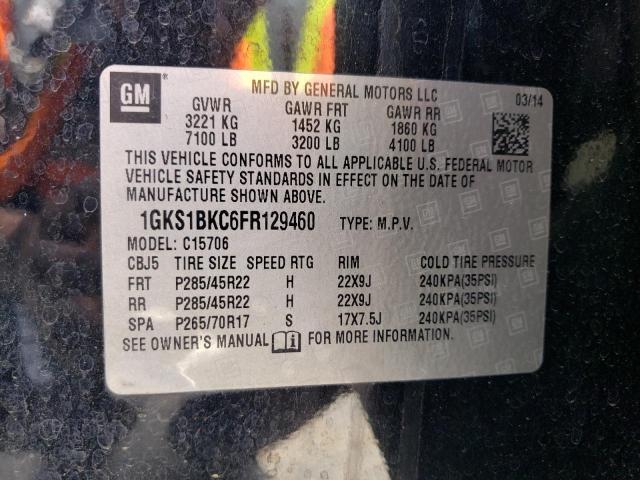 GM ®
MFD BY GENERAL MOTORS LLC
03/14
GVWR GAWR FRT GAWR RR
3221 KG 1452 KG 1860 KG
7100 LB 3200 LB 4100 LB
THIS VEHICLE CONFORMS TO ALL APPLICABLE U.S. FEDERAL MOTOR
VEHICLE SAFETY STANDARDS IN EFFECT ON THE DATE OF
MANUFACTURE SHOWN ABOVE.
1GKS1BKC6FR129460 TYPE: M.P.V.
MODEL: C15706
CBJ5 TIRE SIZE SPEED RTG RIM COLD TIRE PRESSURE
FRT P285/45R22 H 22X9J 240KPA(35PSI)
RR P285/45R22 H 22X9J 240KPA(35PSI)
SPA P265/70R17 S 17X7.5J 240KPA(35PSI)
SEE OWNER'S MANUAL FOR MORE INFORMATION.